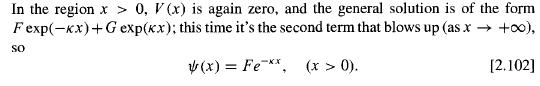 In the region x > 0, V(x) is again zero, and the general solution is of the form
F exp(−κx)+G exp(κx); this time it's the second term that blows up (as x → +∞),
so
ψ(x) = Fe^{−κx}, (x > 0). [2.102]